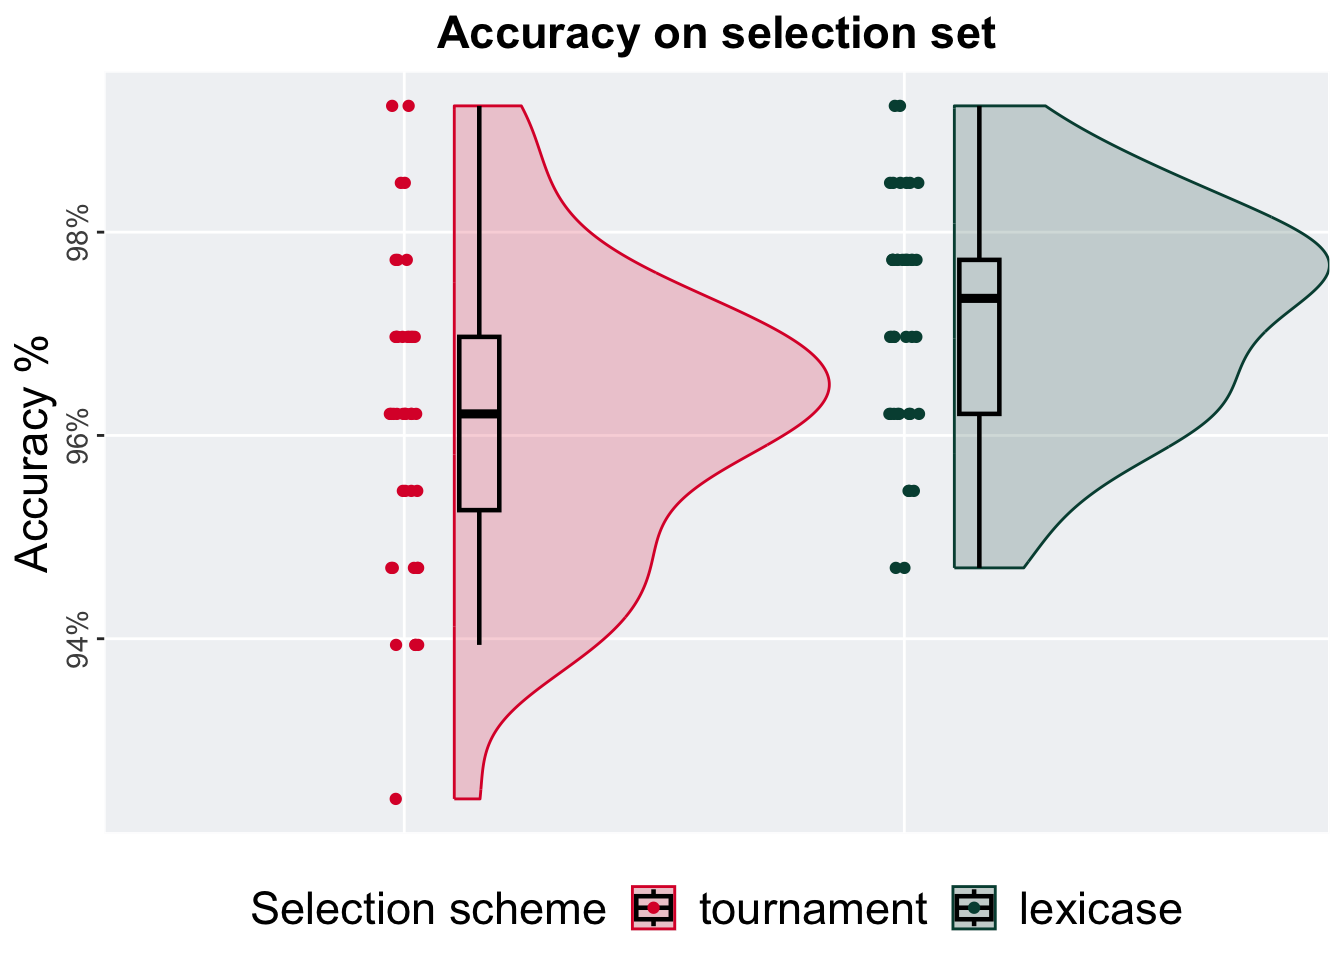 Accuracy on selection set
Accuracy %
98%
96%
94%
Selection scheme tournament lexicase